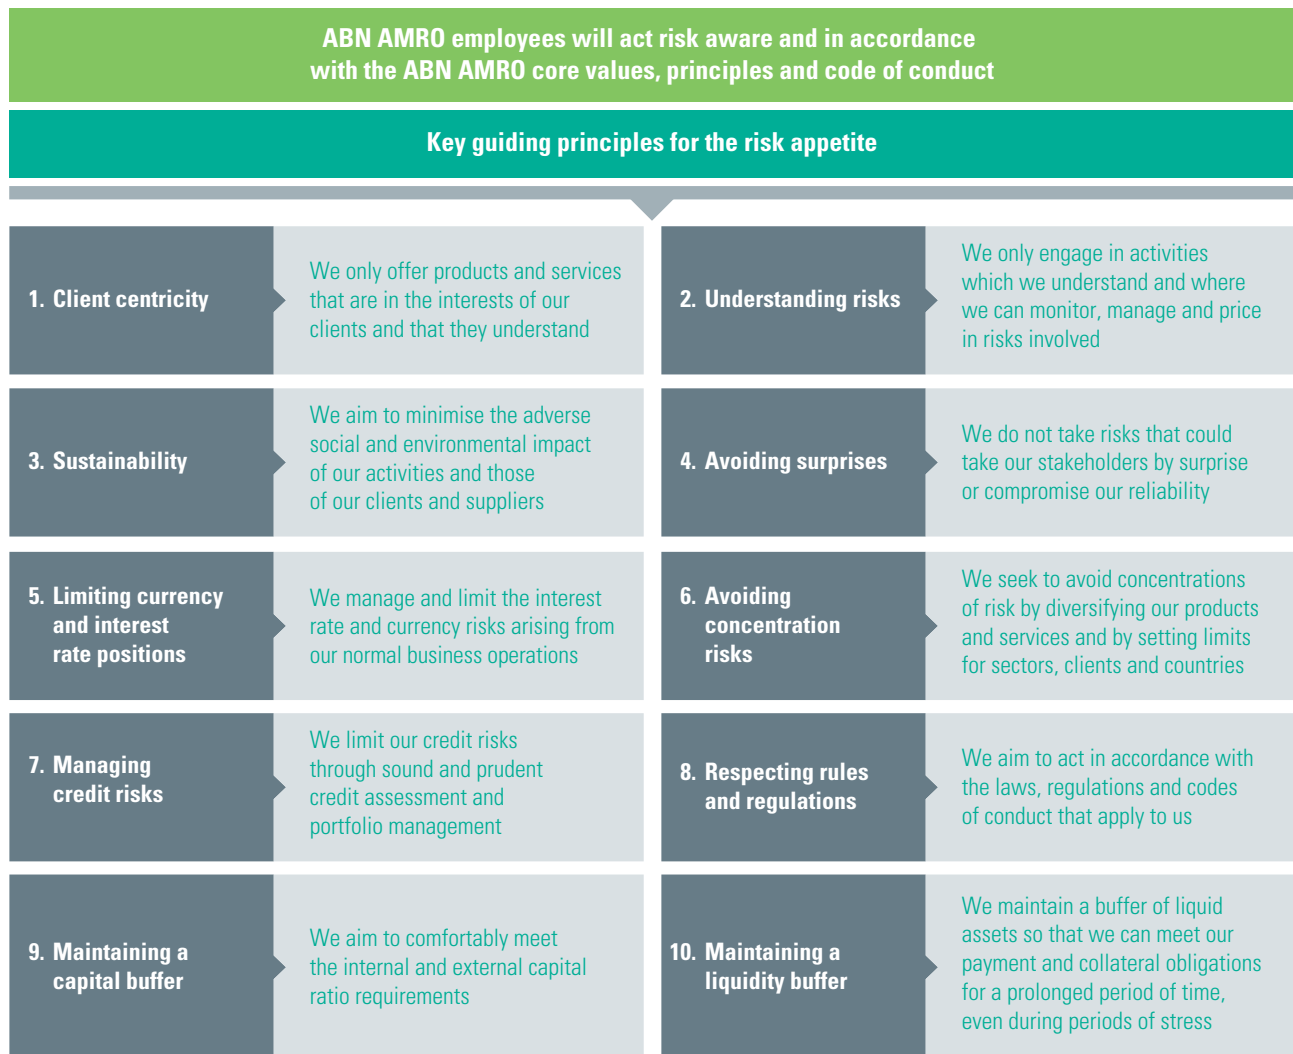 ABN AMRO employees will act risk aware and in accordance
with the ABN AMRO core values, principles and code of conduct
Key guiding principles for the risk appetite
1. Client centricity
We only offer products and services
that are in the interests of our
clients and that they understand
2. Understanding risks
We only engage in activities
which we understand and where
we can monitor, manage and price
in risks involved
3. Sustainability
We aim to minimise the adverse
social and environmental impact
of our activities and those
of our clients and suppliers
4. Avoiding surprises
We do not take risks that could
take our stakeholders by surprise
or compromise our reliability
5. Limiting currency
and interest
rate positions
We manage and limit the interest
rate and currency risks arising from
our normal business operations
6. Avoiding
concentration
risks
We seek to avoid concentrations
of risk by diversifying our products
and services and by setting limits
for sectors, clients and countries
7. Managing
credit risks
We limit our credit risks
through sound and prudent
credit assessment and
portfolio management
8. Respecting rules
and regulations
We aim to act in accordance with
the laws, regulations and codes
of conduct that apply to us
9. Maintaining a
capital buffer
We aim to comfortably meet
the internal and external capital
ratio requirements
10. Maintaining a
liquidity buffer
We maintain a buffer of liquid
assets so that we can meet our
payment and collateral obligations
for a prolonged period of time,
even during periods of stress